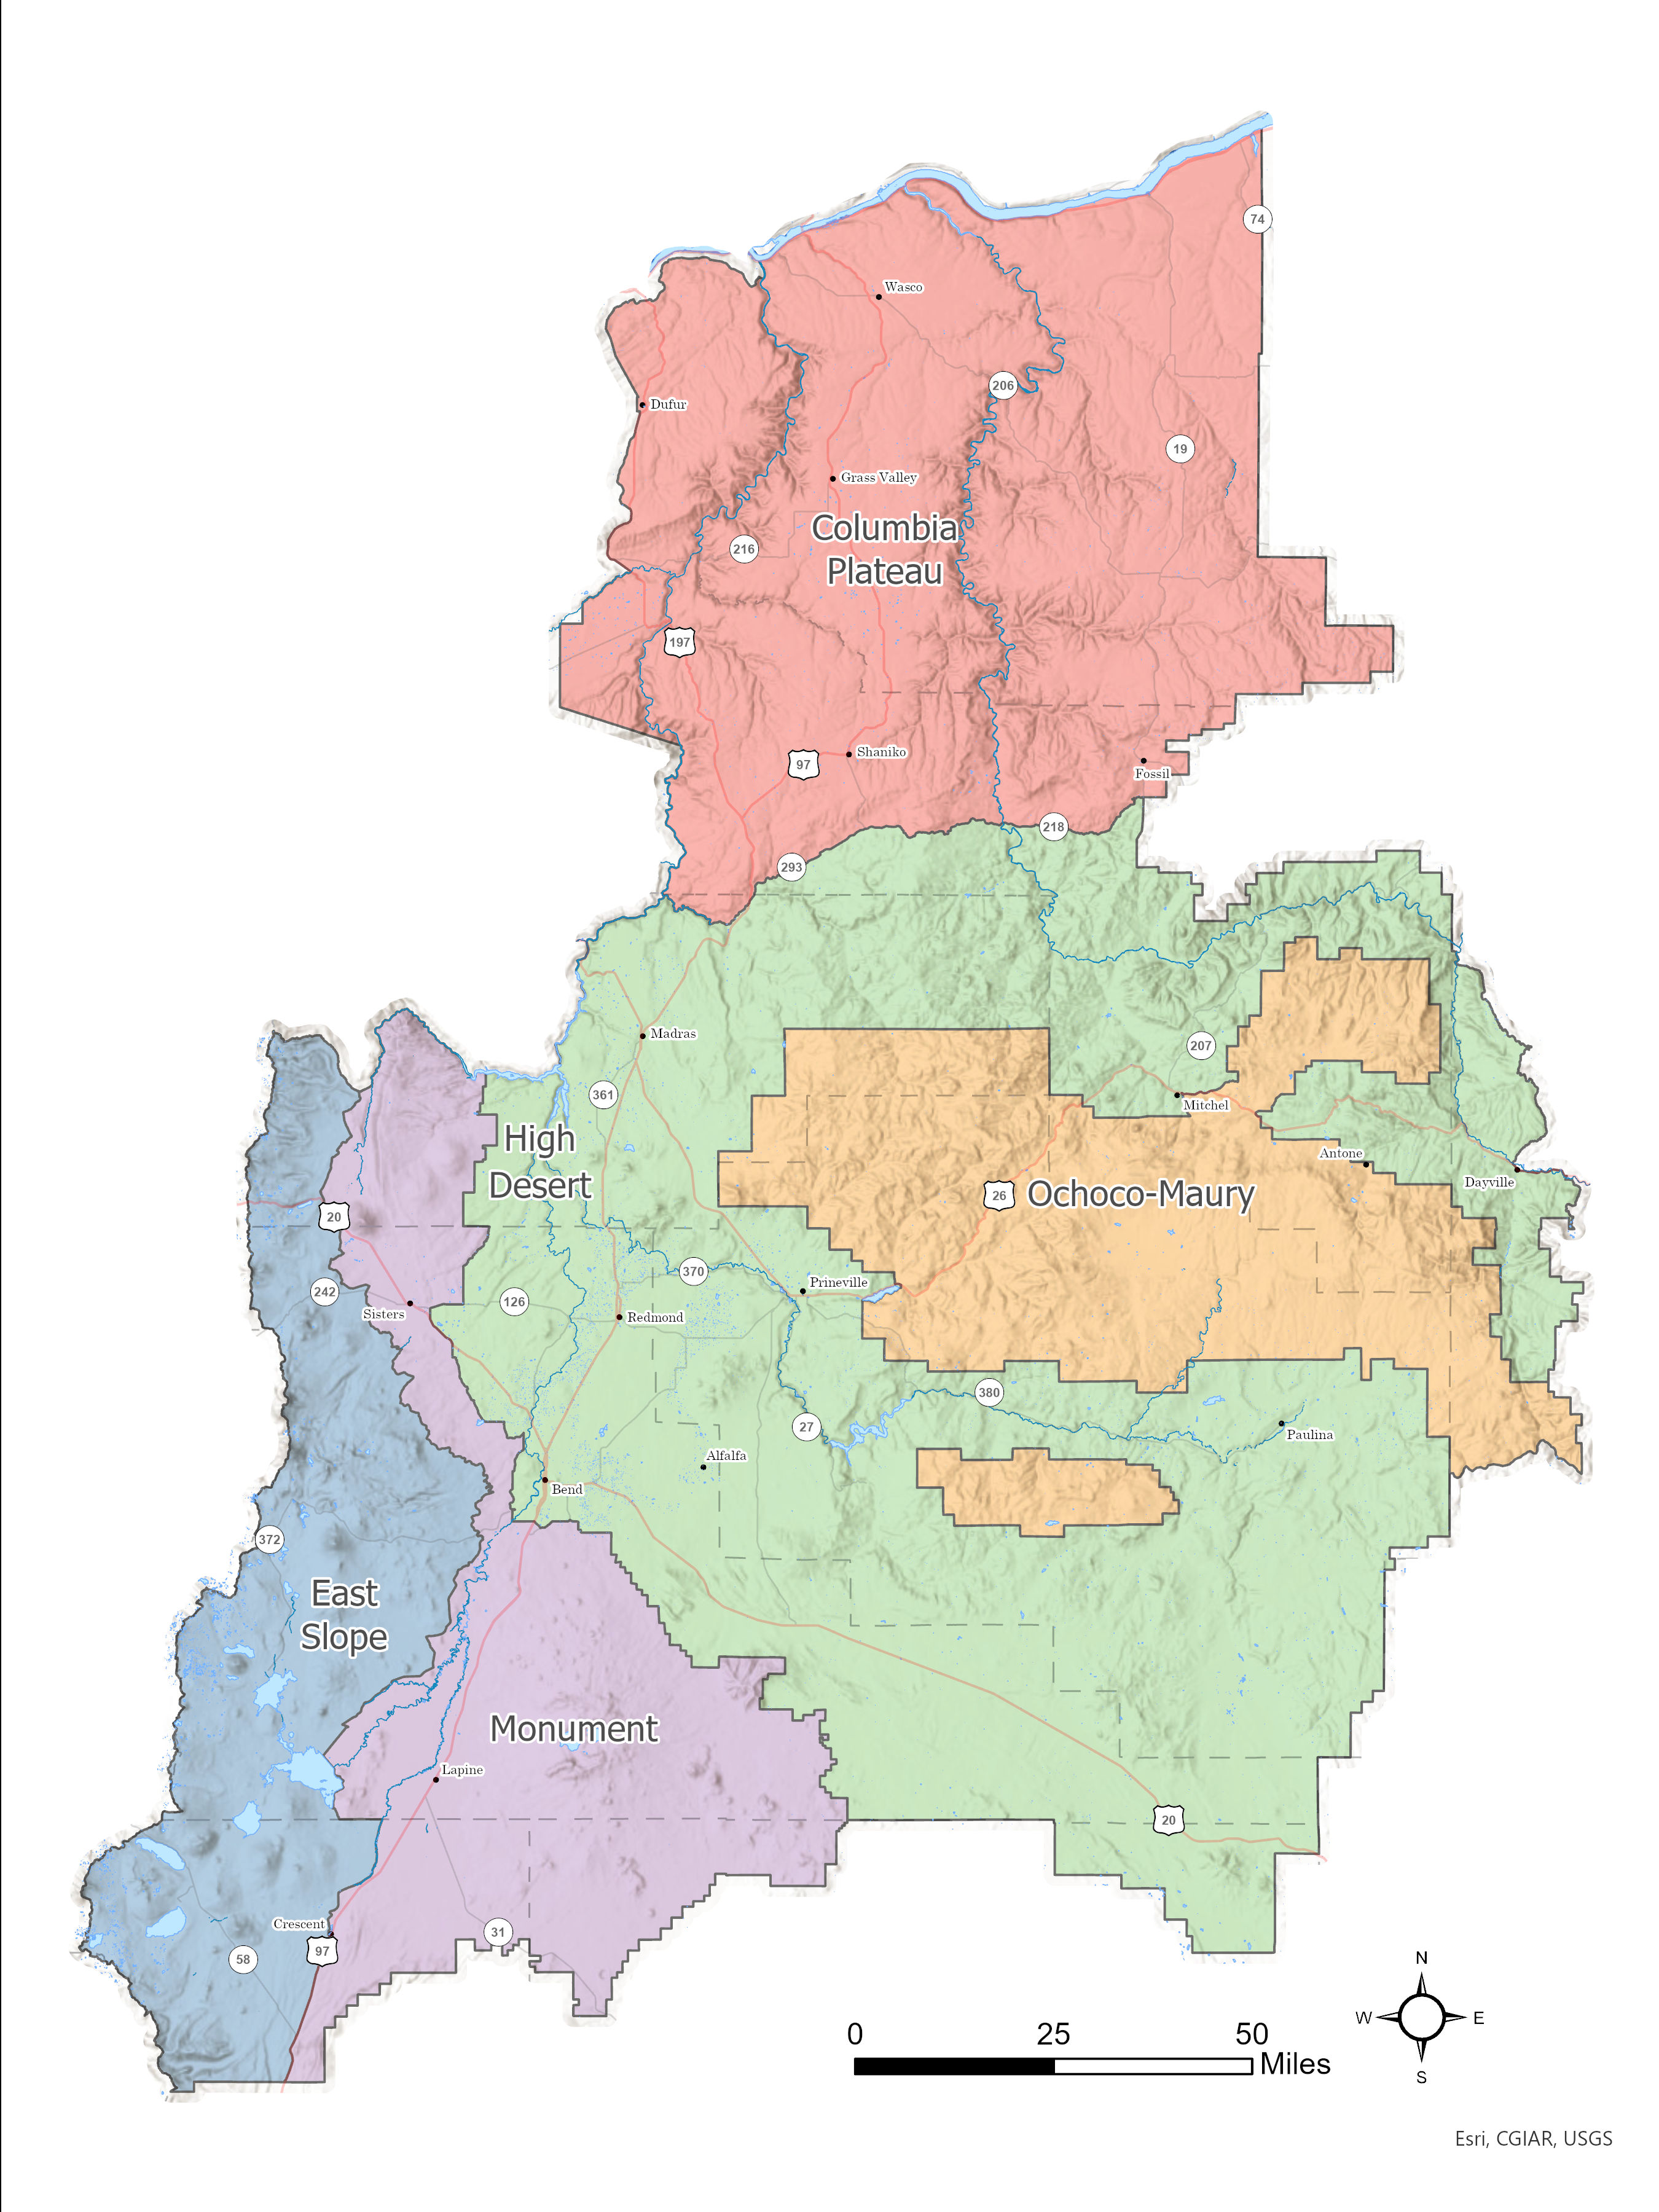 74
Wasco
206
Dufur
19
Grass Valley
Columbia
Plateau
216
197
Shaniko
97
Fossil
218
293
Madras
207
361
Mitchel
High
Desert
Antone
Dayville
26
Ochoco-Maury
20
370
Prineville
242
126
Sisters
Redmond
380
27
Paulina
Alfalfa
Bend
372
East
Slope
Monument
Lapine
20
Crescent
97
31
58
N
W
E
S
0
25
50
Miles
Esri, CGIAR, USGS